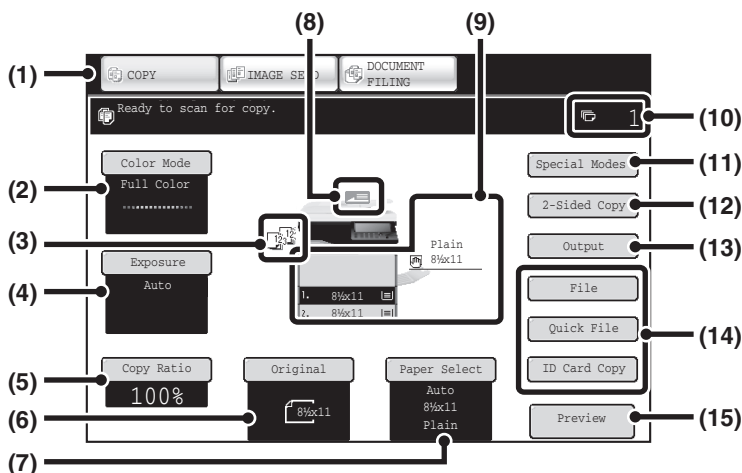 (8)
(9)
(1)
COPY
IMAGE SEND
DOCUMENT
FILING
Ready to scan for copy.
1
(10)
Color Mode
Full Color
(2)
Special Modes
(11)
2-Sided Copy
(12)
(3)
Plain
8½x11
Output
(13)
Exposure
Auto
(4)
1. 8½x11
2. 8½x11
File
Quick File
ID Card Copy
(14)
Copy Ratio
100%
(5)
Original
8½x11
(6)
Paper Select
Auto
8½x11
Plain
(7)
Preview
(15)